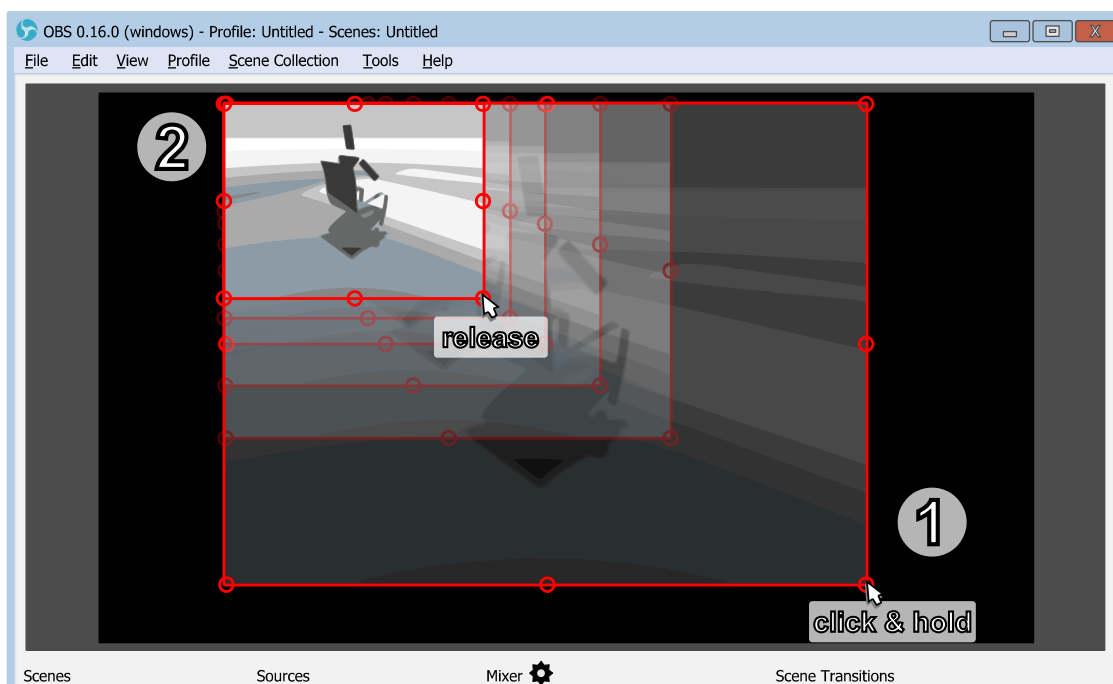 OBS 0.16.0 (windows) - Profile: Untitled - Scenes: Untitled
File Edit View Profile Scene Collection Tools Help
2
release
1
click & hold
Scenes Sources Mixer Scene Transitions